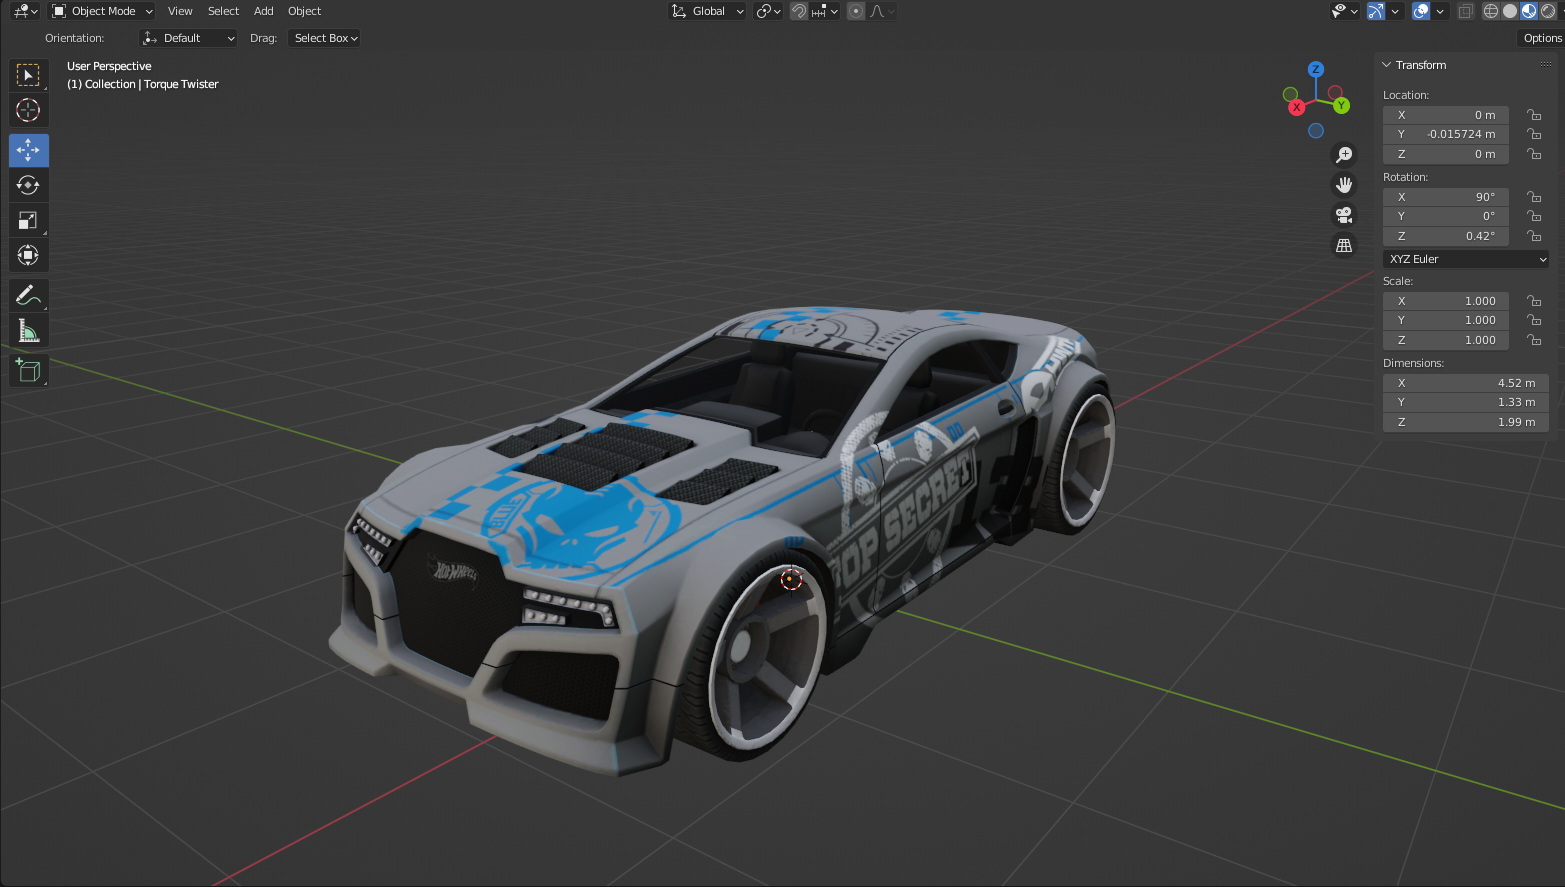 Object Mode View Select Add Object Global
Orientation: Default Drag: Select Box Options
User Perspective
(1) Collection | Torque Twister
Z
X
Y
Transform
Location:
X 0 m
Y -0.015724 m
Z 0 m
Rotation:
X 90°
Y 0°
Z 0.42°
XYZ Euler
Scale:
X 1.000
Y 1.000
Z 1.000
Dimensions:
X 4.52 m
Y 1.33 m
Z 1.99 m
BLUE
HOT WHEELS
TOP SECRET